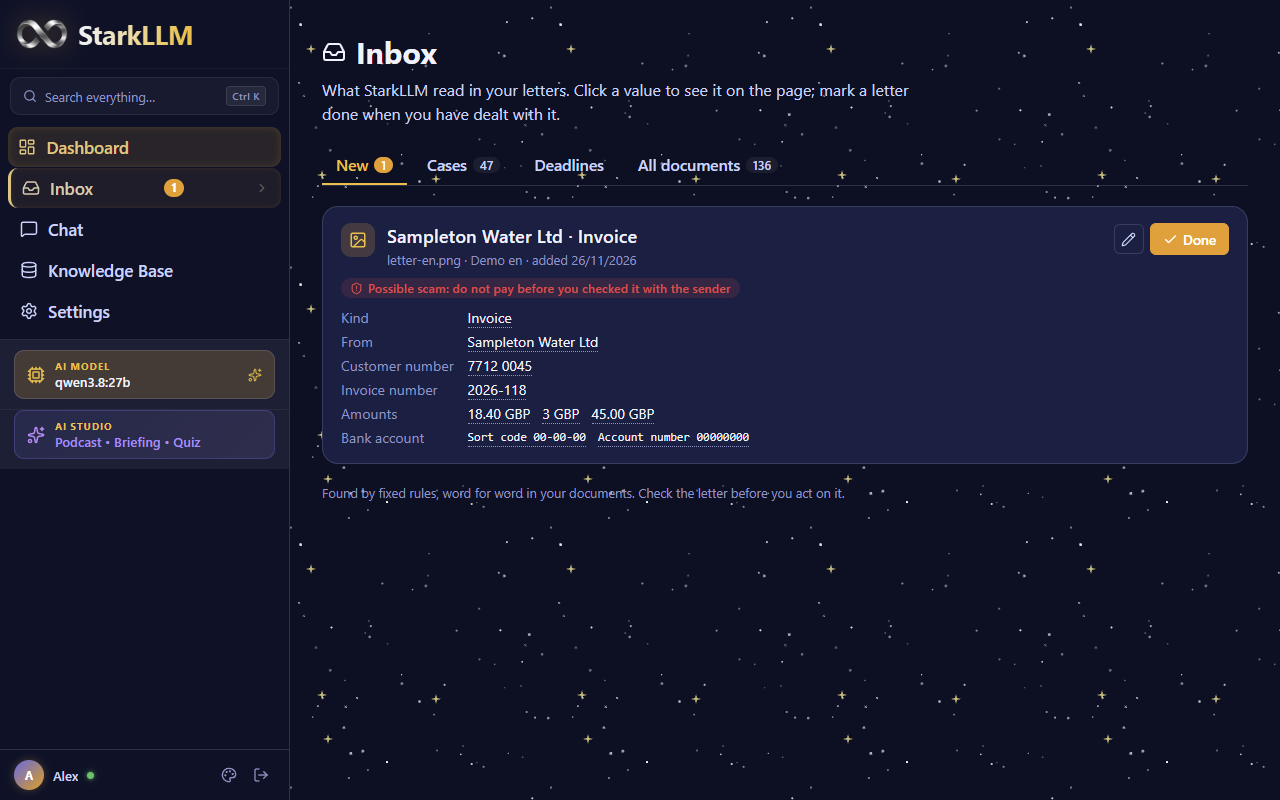 StarkLLM
Search everything... Ctrl K
Dashboard
Inbox 1
Chat
Knowledge Base
Settings
AI MODEL
qwen3.8:27b
AI STUDIO
Podcast • Briefing • Quiz
A Alex
Inbox
What StarkLLM read in your letters. Click a value to see it on the page; mark a letter
done when you have dealt with it.
New 1 Cases 47 Deadlines All documents 136
Sampleton Water Ltd · Invoice
Done
letter-en.png · Demo en · added 26/11/2026
Possible scam: do not pay before you checked it with the sender
Kind Invoice
From Sampleton Water Ltd
Customer number 7712 0045
Invoice number 2026-118
Amounts 18.40 GBP 3 GBP 45.00 GBP
Bank account Sort code 00-00-00 Account number 00000000
Found by fixed rules, word for word in your documents. Check the letter before you act on it.